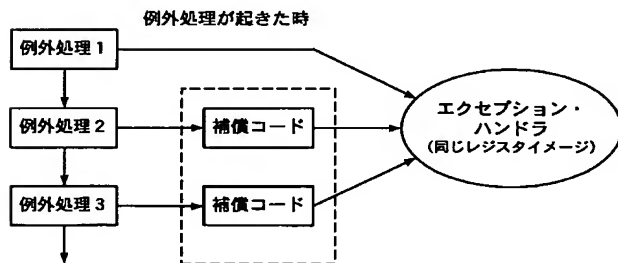 例外処理が起きた時
例外処理1
例外処理2
補償コード
例外処理3
補償コード
エクセプション・
ハンドラ
(同じレジスタイメージ)